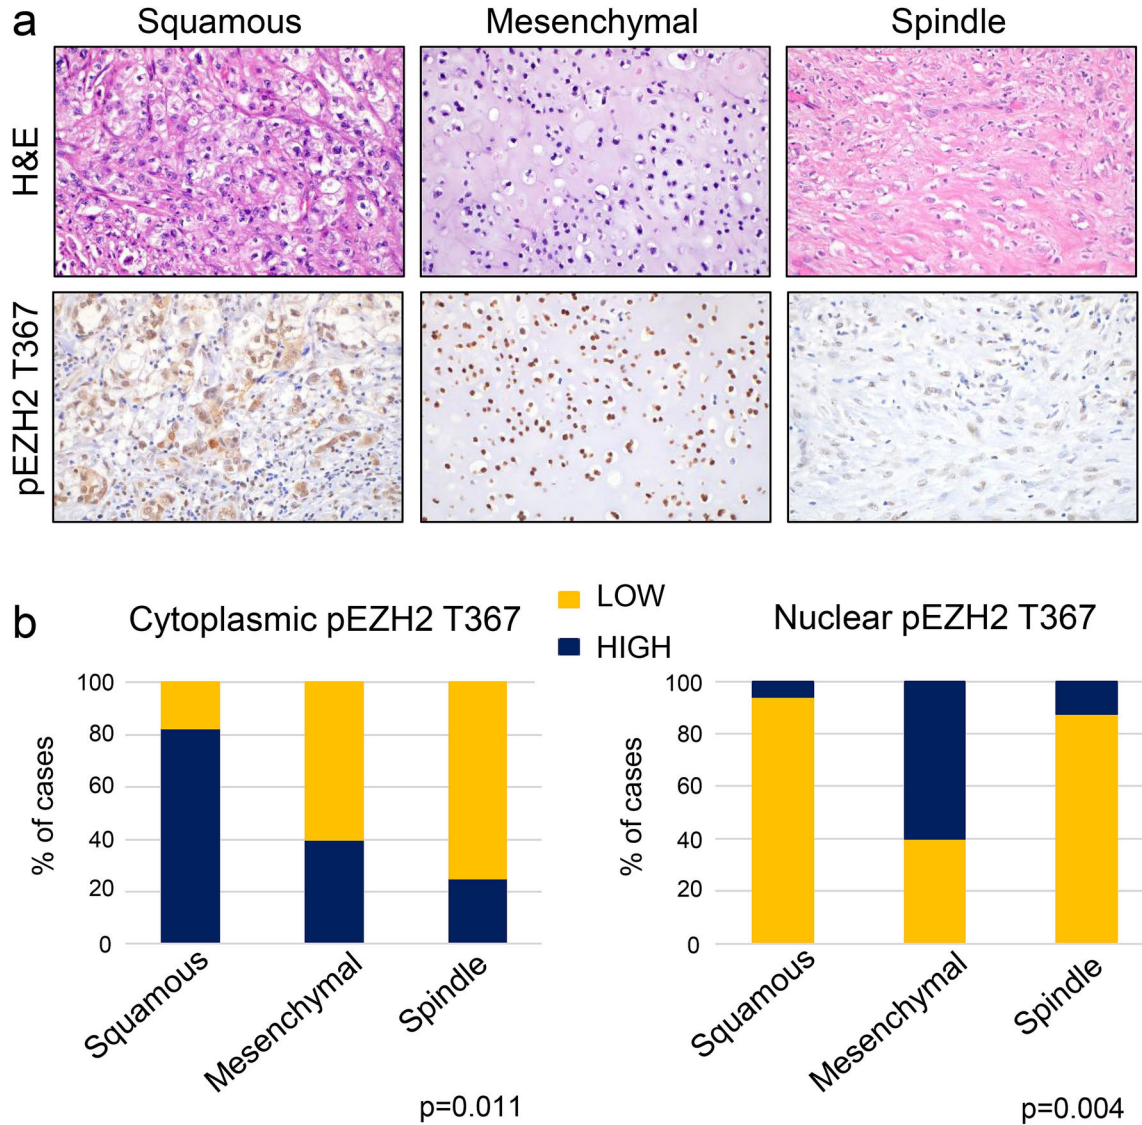 a
Squamous
Mesenchymal
Spindle
H&E
pEZH2 T367
b
Cytoplasmic pEZH2 T367
LOW
HIGH
Nuclear pEZH2 T367
% of cases
100
80
60
40
20
0
Squamous
Mesenchymal
Spindle
p=0.011
% of cases
100
80
60
40
20
0
Squamous
Mesenchymal
Spindle
p=0.004